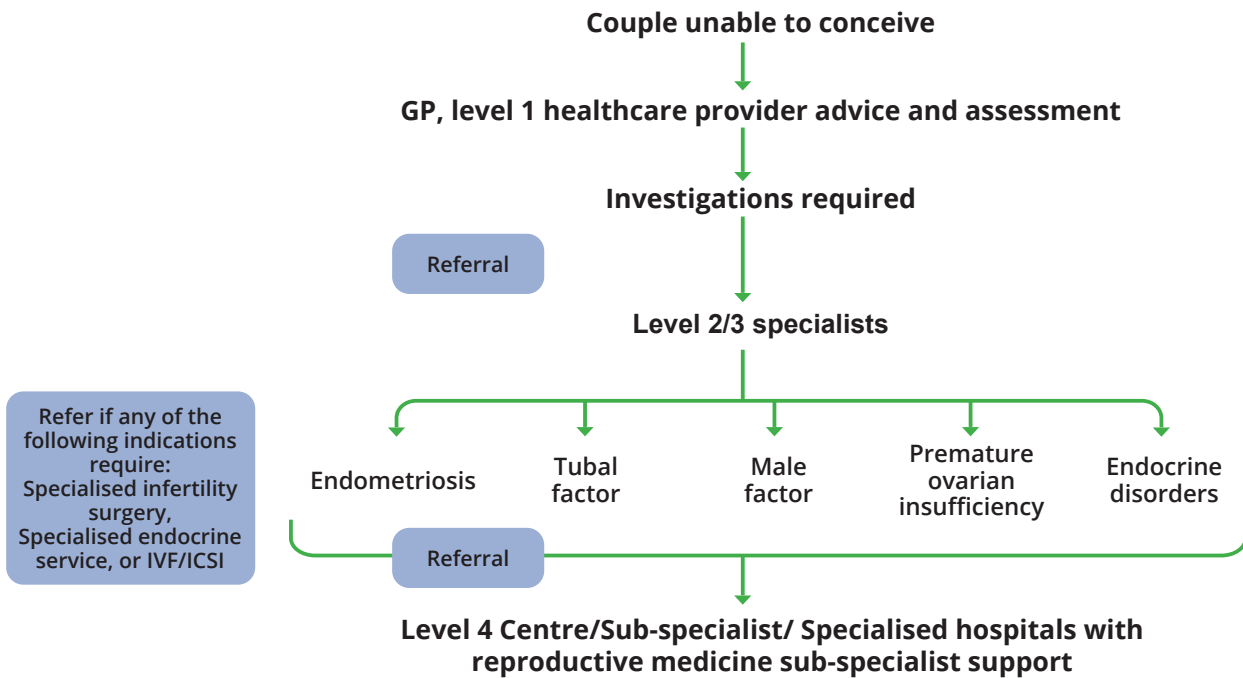 Couple unable to conceive
GP, level 1 healthcare provider advice and assessment
Investigations required
Referral
Level 2/3 specialists
Refer if any of the
following indications
require:
Specialised infertility
surgery,
Specialised endocrine
service, or IVF/ICSI
Endometriosis
Tubal
factor
Male
factor
Premature
ovarian
insufficiency
Endocrine
disorders
Referral
Level 4 Centre/Sub-specialist/ Specialised hospitals with
reproductive medicine sub-specialist support